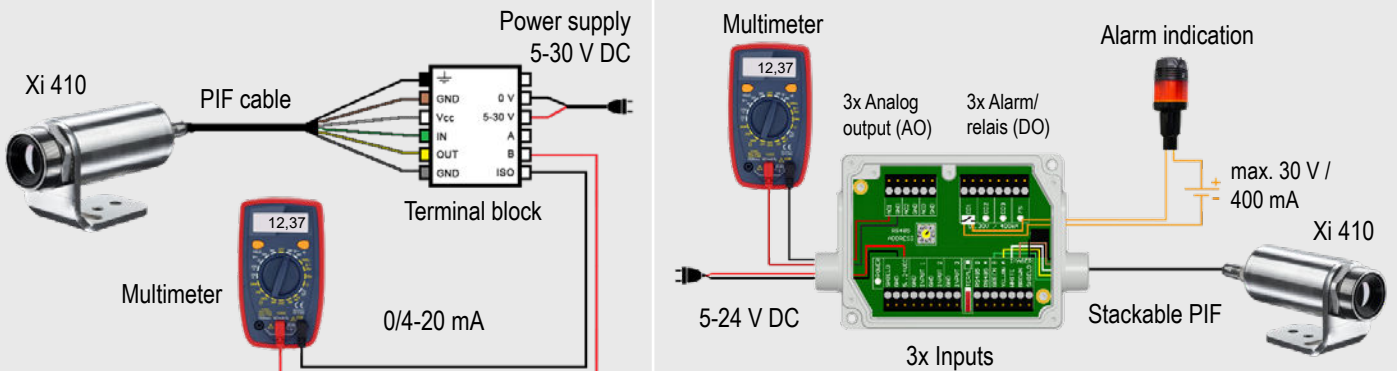 Power supply
5-30 V DC
Xi 410
PIF cable
GND
Vcc
IN
OUT
GND
0 V
5-30 V
A
B
ISO
Terminal block
12,37
Multimeter
0/4-20 mA
Multimeter
12,37
3x Analog
output (AO)
3x Alarm/
relais (DO)
Alarm indication
max. 30 V /
400 mA
RS485
ADDRESS
5-24 V DC
3x Inputs
Stackable PIF
Xi 410